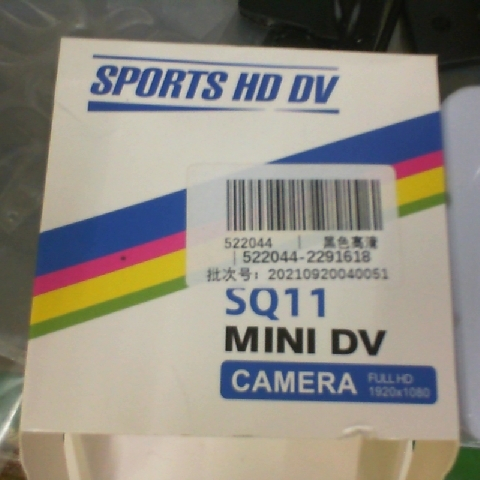 SPORTS HD DV
522044 | 黑色高清
| 522044-2291618
批次号: 20210920040051
SQ11
MINI DV
CAMERA FULL HD
1920x1080